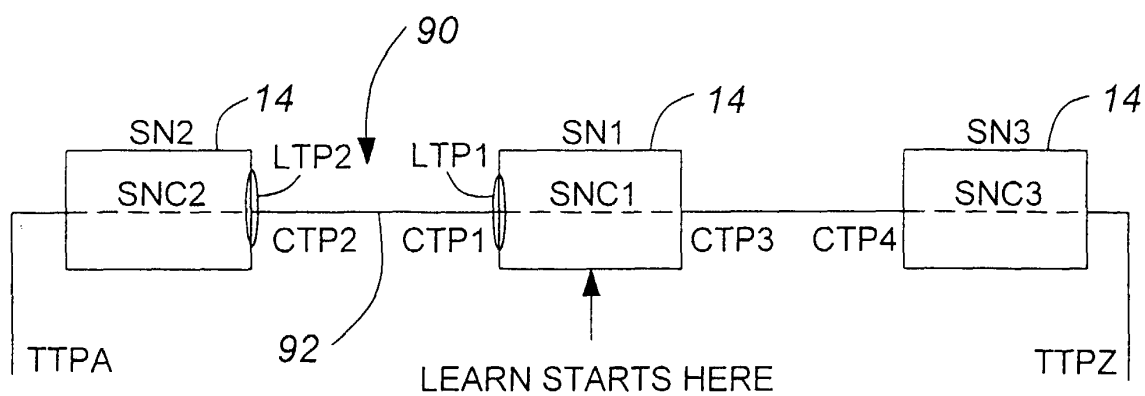 90
SN2 14 SN1 14 SN3 14
LTP2 LTP1
SNC2 SNC1 SNC3
CTP2 CTP1 CTP3 CTP4
TTPA 92 TTPZ
LEARN STARTS HERE